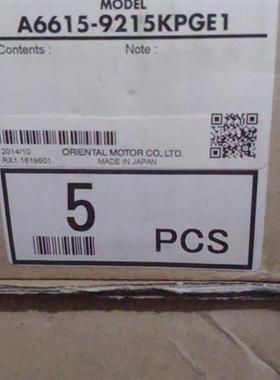 MODEL
A6615-9215KPGE1
Contents : Note :
2014/10 ORIENTAL MOTOR CO.,LTD.
RX1.1619601 MADE IN JAPAN
5
PCS